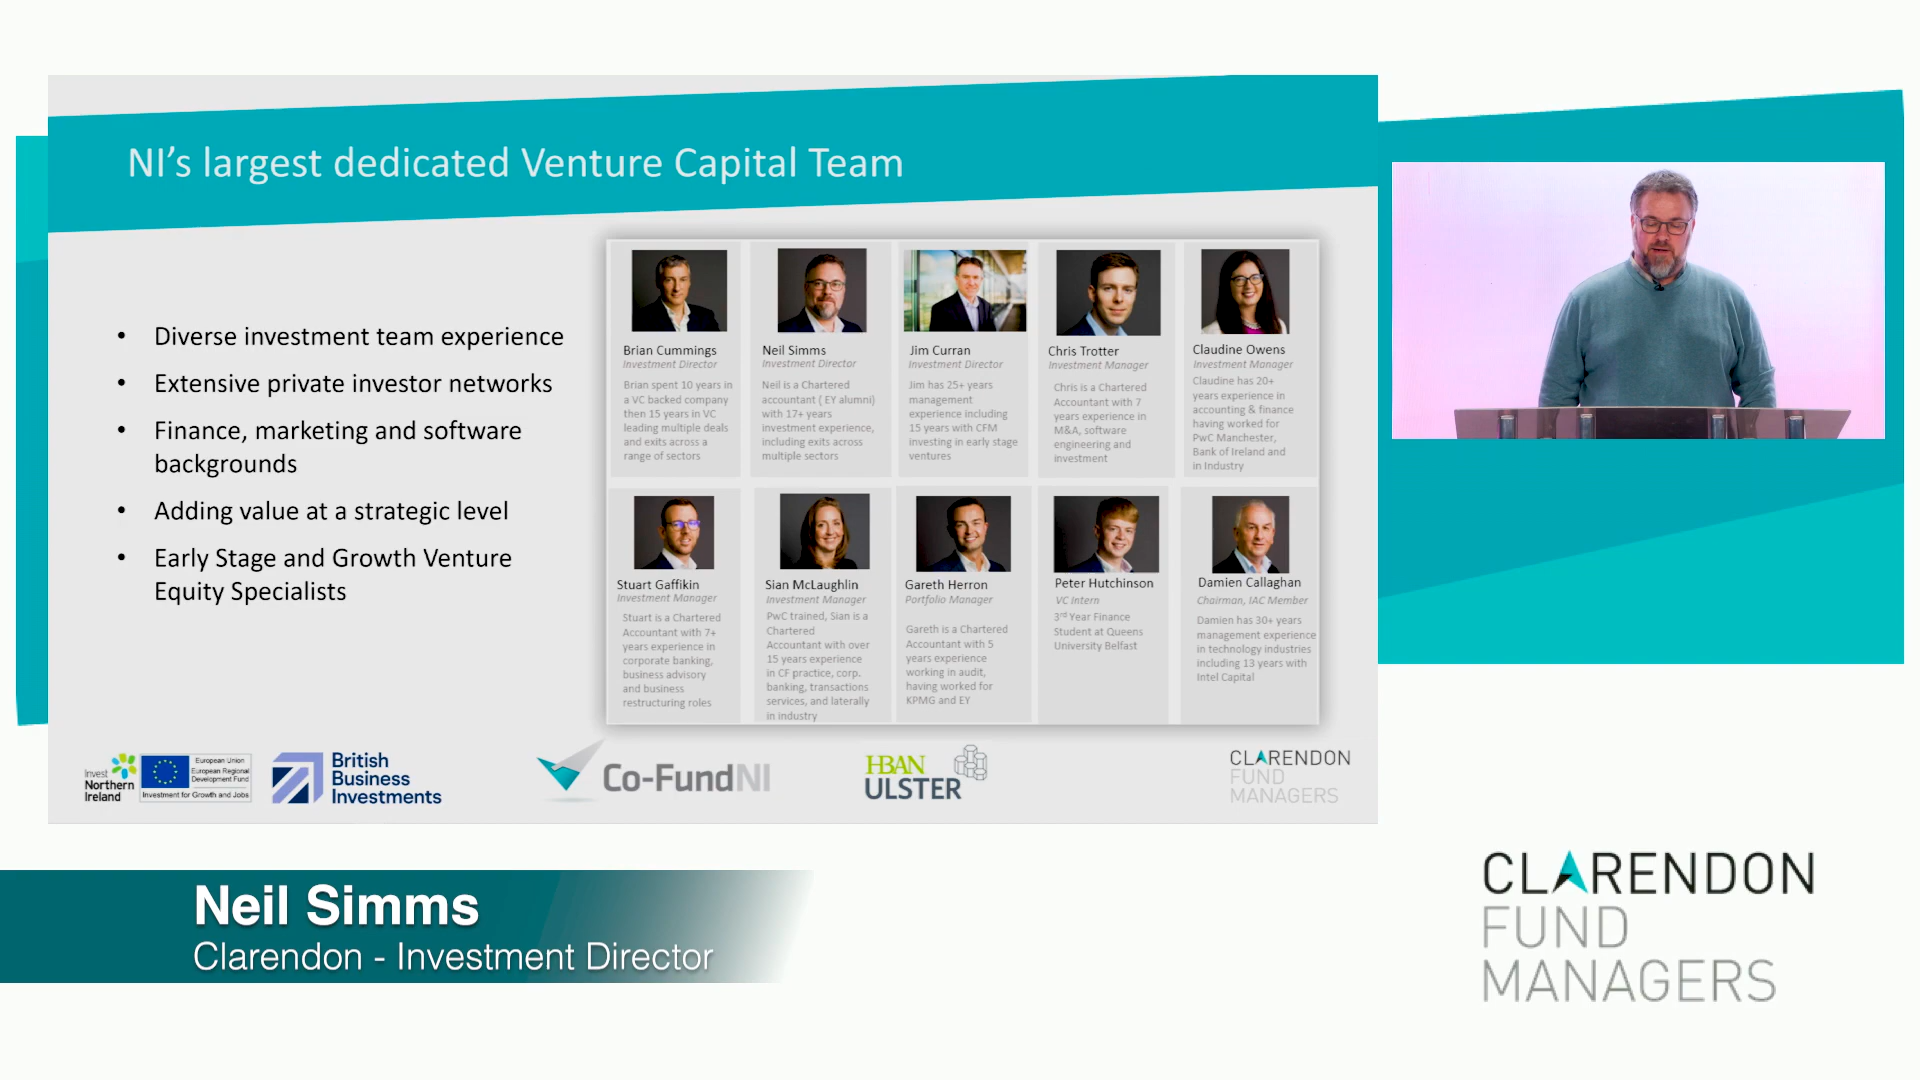 NI's largest dedicated Venture Capital Team
• Diverse investment team experience
• Extensive private investor networks
• Finance, marketing and software
backgrounds
• Adding value at a strategic level
• Early Stage and Growth Venture
Equity Specialists
Brian Cummings
Investment Director
Brian spent 10 years in
a VC backed company
then 15 years in VC
leading multiple deals
and exits across a
range of sectors
Neil Simms
Investment Director
Neil is a Chartered
accountant ( EY alumni)
with 17+ years
investment experience,
including exits across
multiple sectors
Jim Curran
Investment Director
Jim has 25+ years
management
experience including
15 years with CFM
investing in early stage
ventures
Chris Trotter
Investment Manager
Chris is a Chartered
Accountant with 7
years experience in
M&A, software
engineering and
investment
Claudine Owens
Investment Manager
Claudine has 20+
years experience in
accounting & finance
having worked for
PwC Manchester,
Bank of Ireland and
in Industry
Stuart Gaffikin
Investment Manager
Stuart is a Chartered
Accountant with 7+
years experience in
corporate banking,
business advisory
and business
restructuring roles
Sian McLaughlin
Investment Manager
PwC trained, Sian is a
Chartered
Accountant with over
15 years experience
in CF practice, corp.
banking, transactions
services, and laterally
in industry
Gareth Herron
Portfolio Manager
Gareth is a Chartered
Accountant with 5
years experience
working in audit,
having worked for
KPMG and EY
Peter Hutchinson
VC Intern
3rd Year Finance
Student at Queens
University Belfast
Damien Callaghan
Chairman, IAC Member
Damien has 30+ years
management experience
in technology industries
including 13 years with
Intel Capital
Invest
Northern
Ireland
European Union
European Regional
Development Fund
Investment for Growth and Jobs
British
Business
Investments
Co-FundNI
HBAN
ULSTER
CLARENDON
FUND
MANAGERS
Neil Simms
Clarendon - Investment Director
CLARENDON
FUND
MANAGERS